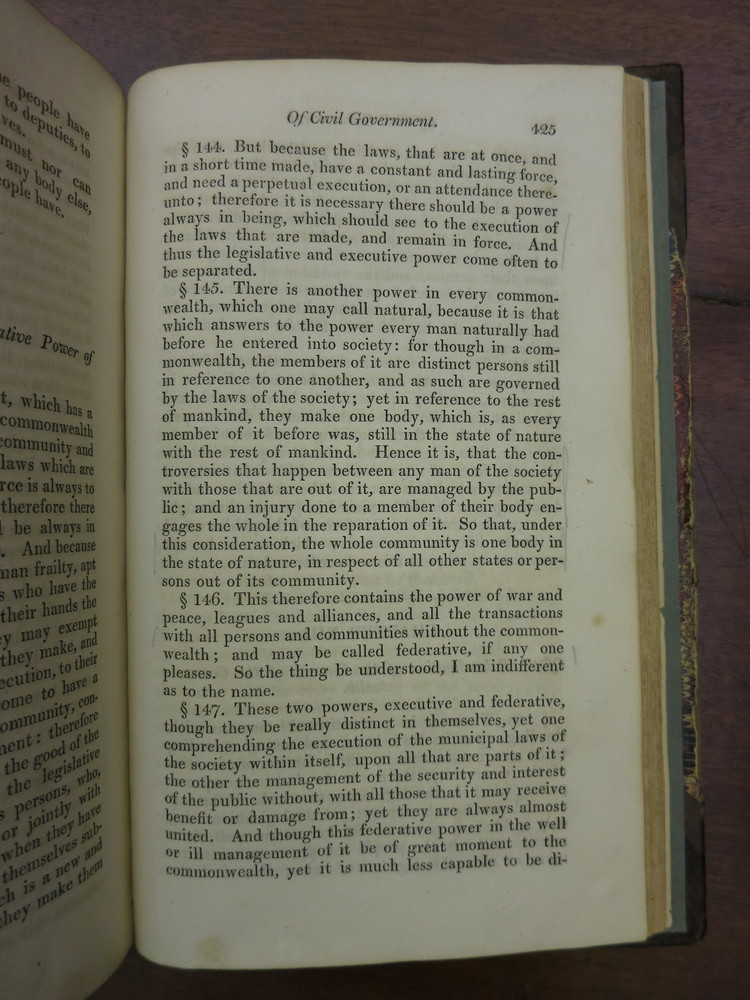 e people have
to deputies, to
ves.
must nor can
any body else,
eople have.
ative Power of
t, which has a
commonwealth
community and
laws which are
rce is always to
therefore there
be always in
. And because
man frailty, apt
s who have the
their hands the
ey may exempt
they make, and
ecution, to their
ome to have a
ommunity, con-
ment: therefore
the good of the
the legislative
s persons, who,
or jointly with
when they have
themselves sub-
ch is a new and
they make them
Of Civil Government.
425
§ 144. But because the laws, that are at once, and
in a short time made, have a constant and lasting force,
and need a perpetual execution, or an attendance there-
unto; therefore it is necessary there should be a power
always in being, which should see to the execution of
the laws that are made, and remain in force. And
thus the legislative and executive power come often to
be separated.
§ 145. There is another power in every common-
wealth, which one may call natural, because it is that
which answers to the power every man naturally had
before he entered into society: for though in a com-
monwealth, the members of it are distinct persons still
in reference to one another, and as such are governed
by the laws of the society; yet in reference to the rest
of mankind, they make one body, which is, as every
member of it before was, still in the state of nature
with the rest of mankind. Hence it is, that the con-
troversies that happen between any man of the society
with those that are out of it, are managed by the pub-
lic; and an injury done to a member of their body en-
gages the whole in the reparation of it. So that, under
this consideration, the whole community is one body in
the state of nature, in respect of all other states or per-
sons out of its community.
§ 146. This therefore contains the power of war and
peace, leagues and alliances, and all the transactions
with all persons and communities without the common-
wealth; and may be called federative, if any one
pleases. So the thing be understood, I am indifferent
as to the name.
§ 147. These two powers, executive and federative,
though they be really distinct in themselves, yet one
comprehending the execution of the municipal laws of
the society within itself, upon all that are parts of it;
the other the management of the security and interest
of the public without, with all those that it may receive
benefit or damage from; yet they are always almost
united. And though this federative power in the well
or ill management of it be of great moment to the
commonwealth, yet it is much less capable to be di-